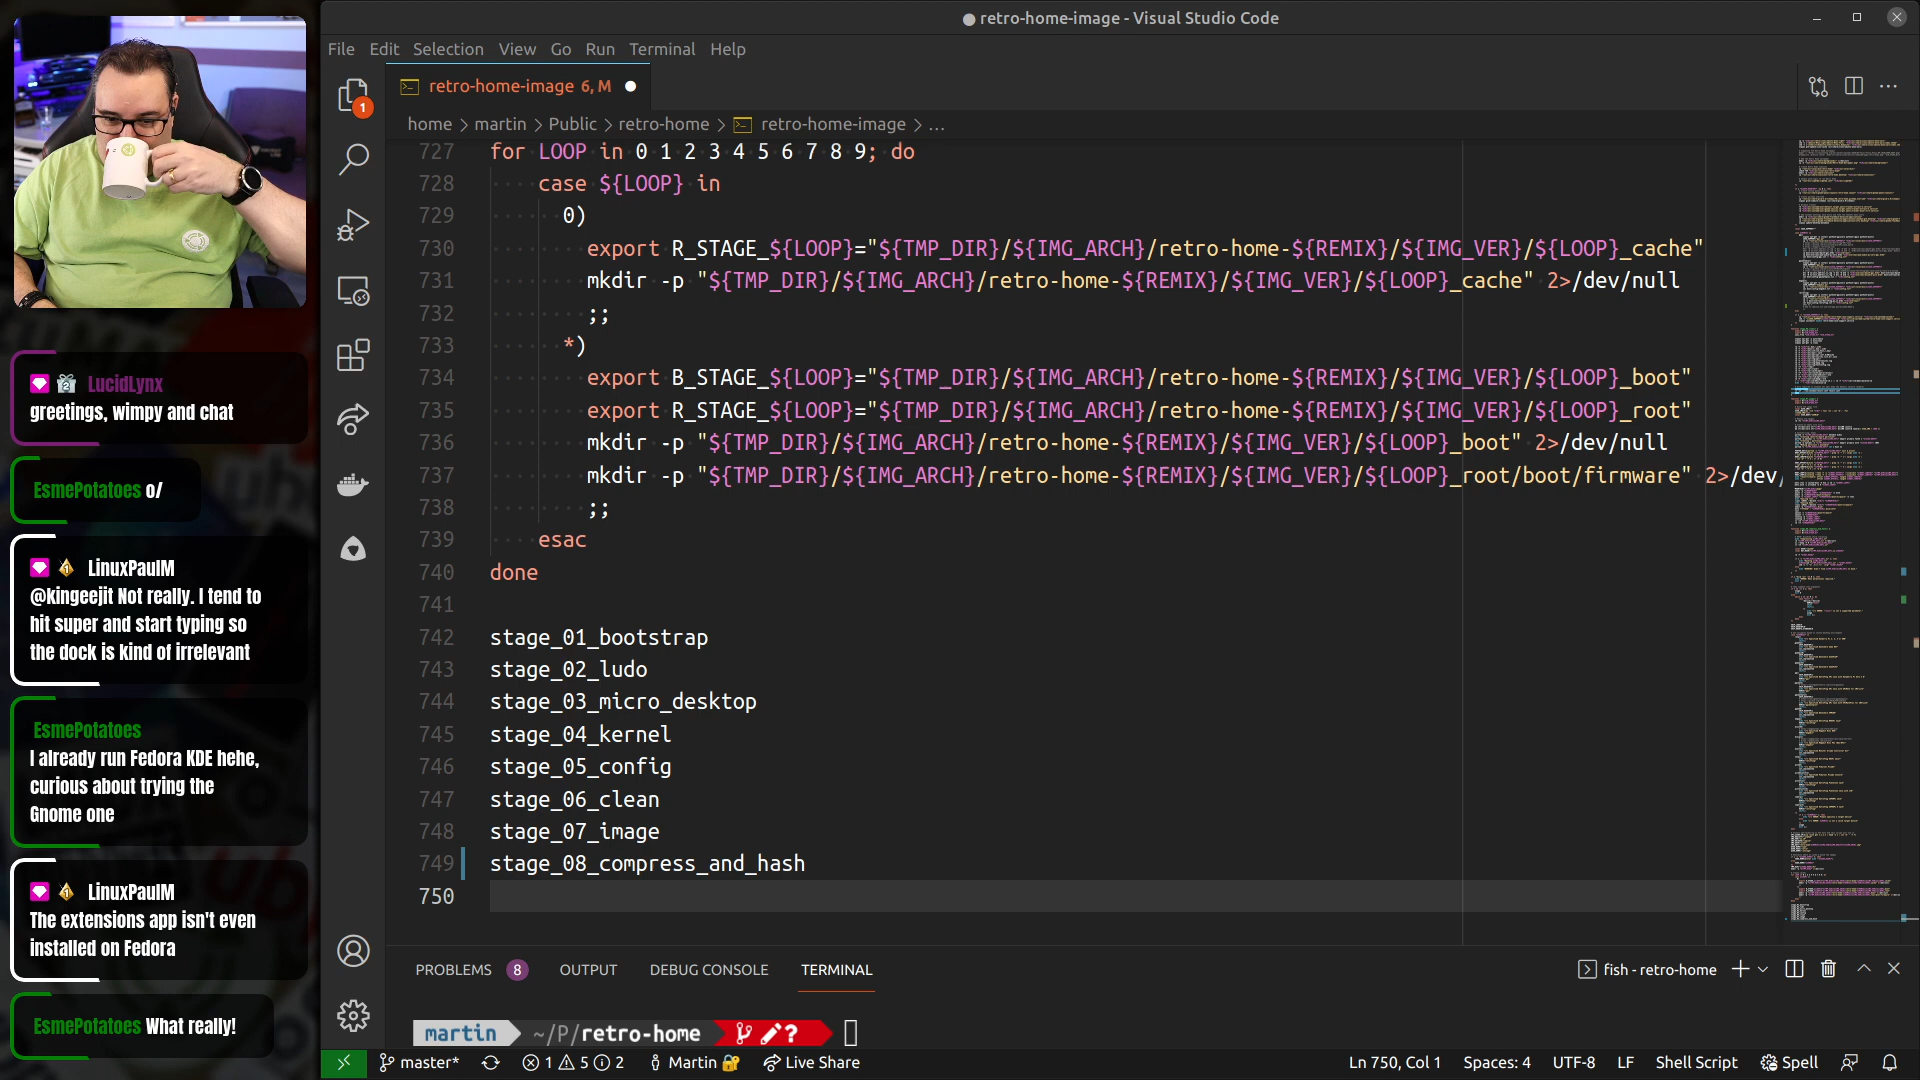 ● retro-home-image - Visual Studio Code
File Edit Selection View Go Run Terminal Help
1
retro-home-image 6, M ●
home > martin > Public > retro-home > retro-home-image > ...
727 for LOOP in 0 1 2 3 4 5 6 7 8 9; do
728 case ${LOOP} in
729 0)
730 export R_STAGE_${LOOP}="${TMP_DIR}/${IMG_ARCH}/retro-home-${REMIX}/${IMG_VER}/${LOOP}_cache"
731 mkdir -p "${TMP_DIR}/${IMG_ARCH}/retro-home-${REMIX}/${IMG_VER}/${LOOP}_cache" 2>/dev/null
732 ;;
733 *)
734 export B_STAGE_${LOOP}="${TMP_DIR}/${IMG_ARCH}/retro-home-${REMIX}/${IMG_VER}/${LOOP}_boot"
735 export R_STAGE_${LOOP}="${TMP_DIR}/${IMG_ARCH}/retro-home-${REMIX}/${IMG_VER}/${LOOP}_root"
736 mkdir -p "${TMP_DIR}/${IMG_ARCH}/retro-home-${REMIX}/${IMG_VER}/${LOOP}_boot" 2>/dev/null
737 mkdir -p "${TMP_DIR}/${IMG_ARCH}/retro-home-${REMIX}/${IMG_VER}/${LOOP}_root/boot/firmware" 2>/dev/
738 ;;
739 esac
740 done
741
742 stage_01_bootstrap
743 stage_02_ludo
744 stage_03_micro_desktop
745 stage_04_kernel
746 stage_05_config
747 stage_06_clean
748 stage_07_image
749 stage_08_compress_and_hash
750
PROBLEMS 8 OUTPUT DEBUG CONSOLE TERMINAL
fish - retro-home
martin ~/P/retro-home ?
master* 1 5 2 Martin Live Share
Ln 750, Col 1 Spaces: 4 UTF-8 LF Shell Script Spell
LucidLynx
greetings, wimpy and chat
EsmePotatoes o/
LinuxPaulM
@kingeejit Not really. I tend to
hit super and start typing so
the dock is kind of irrelevant
EsmePotatoes
I already run Fedora KDE hehe,
curious about trying the
Gnome one
LinuxPaulM
The extensions app isn't even
installed on Fedora
EsmePotatoes What really!